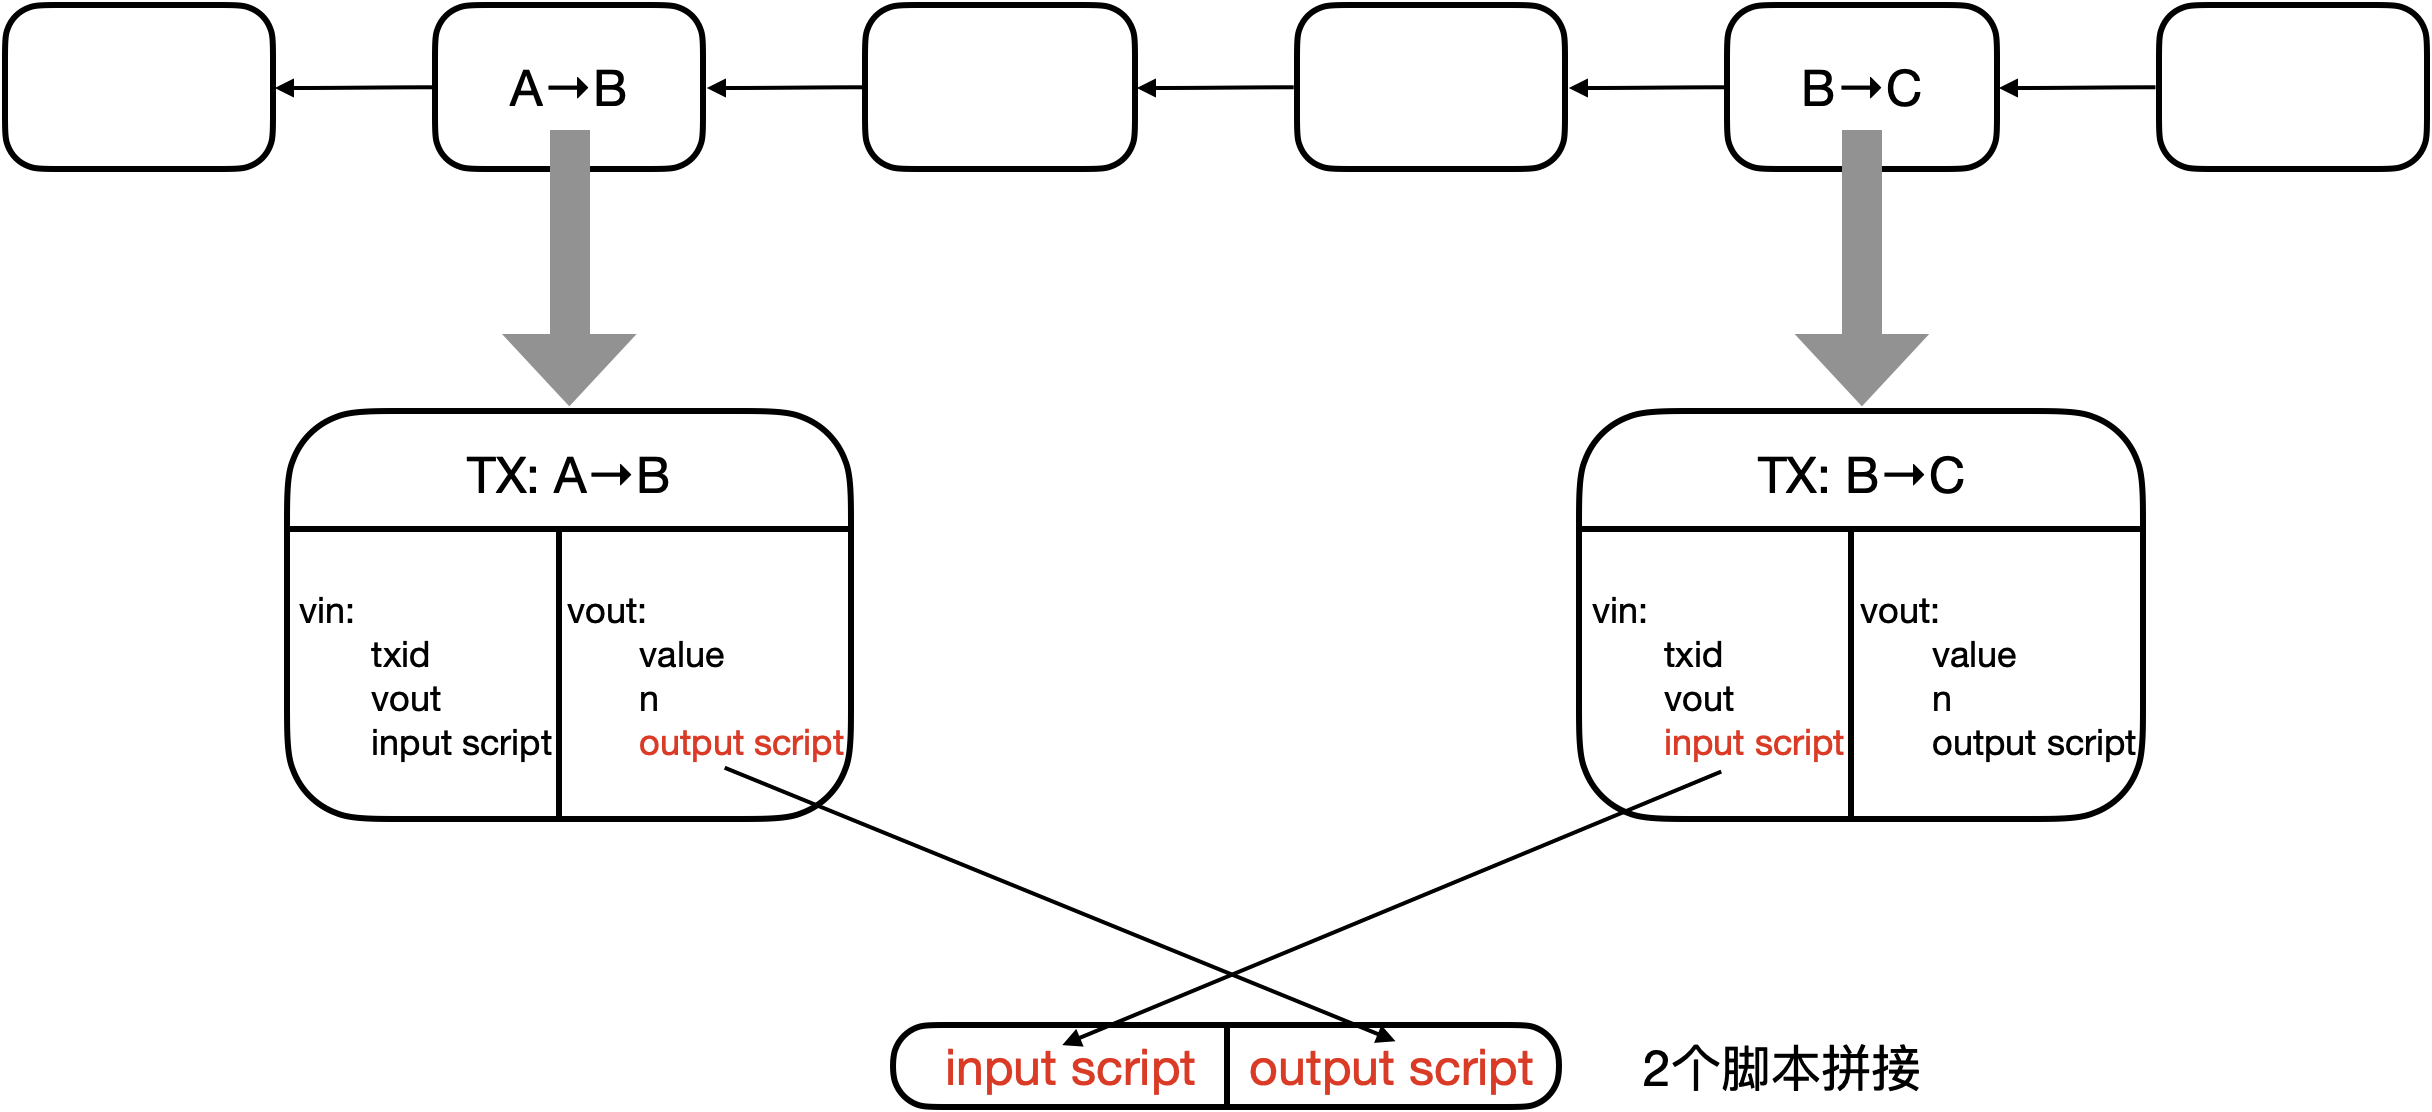 A→B
B→C
TX: A→B
vin:
txid
vout
input script
vout:
value
n
output script
TX: B→C
vin:
txid
vout
input script
vout:
value
n
output script
input script
output script
2个脚本拼接